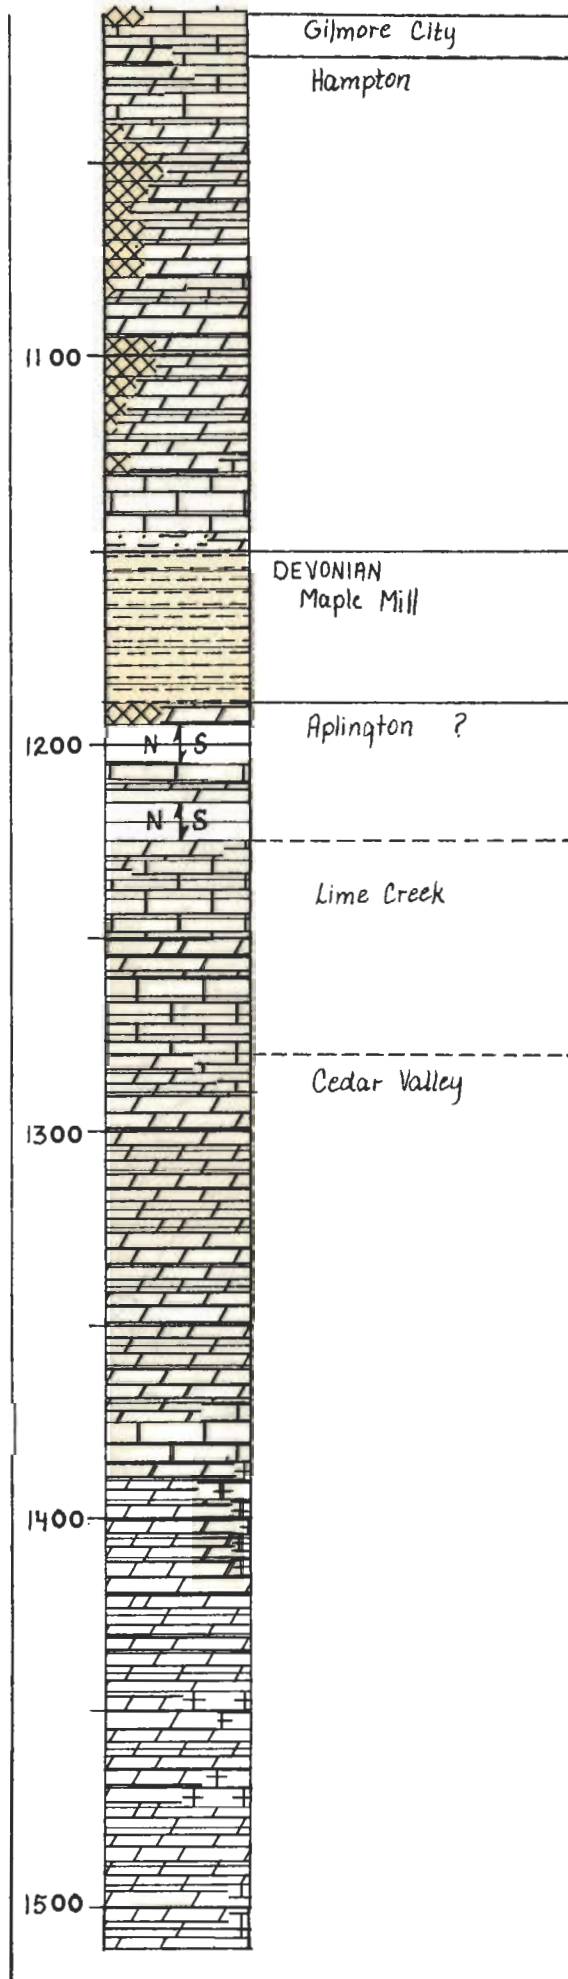 Gilmore City
Hampton
1100
DEVONIAN
Maple Mill
Aplington ?
1200
N S
N S
Lime Creek
Cedar Valley
1300
1400
1500